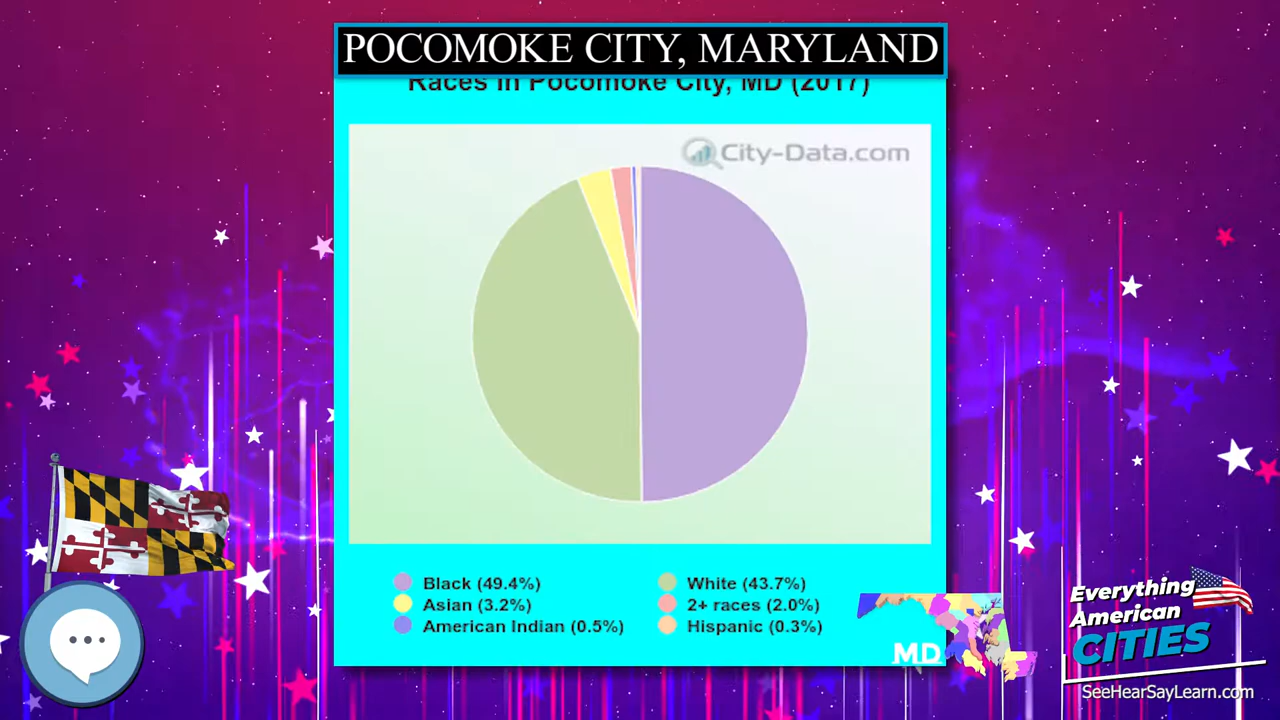 POCOMOKE CITY, MARYLAND
Races in Pocomoke City, MD (2017)
City-Data.com
Black (49.4%)
White (43.7%)
Asian (3.2%)
2+ races (2.0%)
American Indian (0.5%)
Hispanic (0.3%)
MD
Everything
American
CITIES
SeeHearSayLearn.com